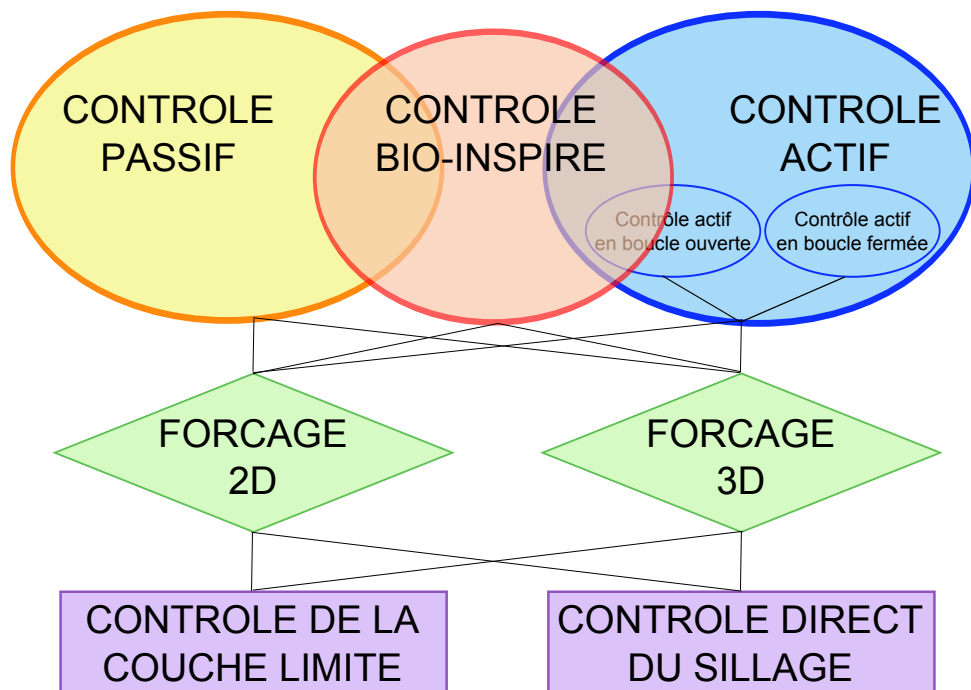 CONTROLE
PASSIF
CONTROLE
BIO-INSPIRE
CONTROLE
ACTIF
Contrôle actif
en boucle ouverte
Contrôle actif
en boucle fermée
FORCAGE
2D
FORCAGE
3D
CONTROLE DE LA
COUCHE LIMITE
CONTROLE DIRECT
DU SILLAGE